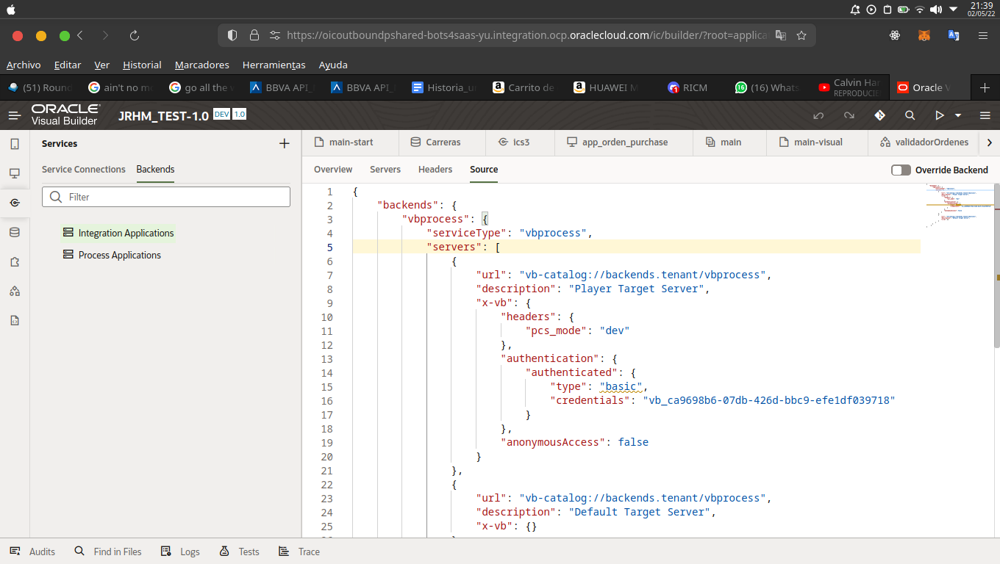 21:39
02/05/22
https://oicoutboundpshared-bots4saas-yu.integration.ocp.oraclecloud.com/ic/builder/?root=applica
Archivo Editar Ver Historial Marcadores Herramientas Ayuda
(51) Roun
ain't no m
go all the
BBVA API_
BBVA API_
Historia_u
Carrito de
HUAWEI M
RICM
(16) Whats
Calvin Har
REPRODUCIE
Oracle V
ORACLE
Visual Builder
JRHM_TEST-1.0 DEV 1.0
Services
main-start Carreras ics3 app_orden_purchase main main-visual validadorOrdenes
Service Connections Backends
Overview Servers Headers Source Override Backend
Filter
Integration Applications
Process Applications
1 {
2 "backends": {
3 "vbprocess": {
4 "serviceType": "vbprocess",
5 "servers": [
6 {
7 "url": "vb-catalog://backends.tenant/vbprocess",
8 "description": "Player Target Server",
9 "x-vb": {
10 "headers": {
11 "pcs_mode": "dev"
12 },
13 "authentication": {
14 "authenticated": {
15 "type": "basic",
16 "credentials": "vb_ca9698b6-07db-426d-bbc9-efe1df039718"
17 }
18 },
19 "anonymousAccess": false
20 }
21 },
22 {
23 "url": "vb-catalog://backends.tenant/vbprocess",
24 "description": "Default Target Server",
25 "x-vb": {}
Audits Find in Files Logs Tests Trace